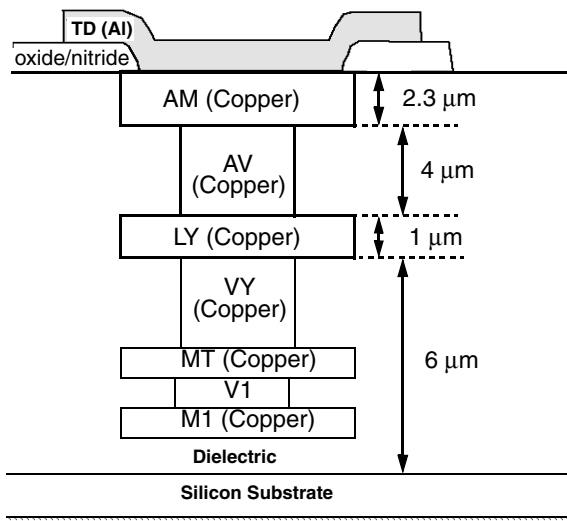 TD (Al)
oxide/nitride
AM (Copper)
2.3 μm
AV
(Copper)
4 μm
LY (Copper)
1 μm
VY
(Copper)
6 μm
MT (Copper)
V1
M1 (Copper)
Dielectric
Silicon Substrate